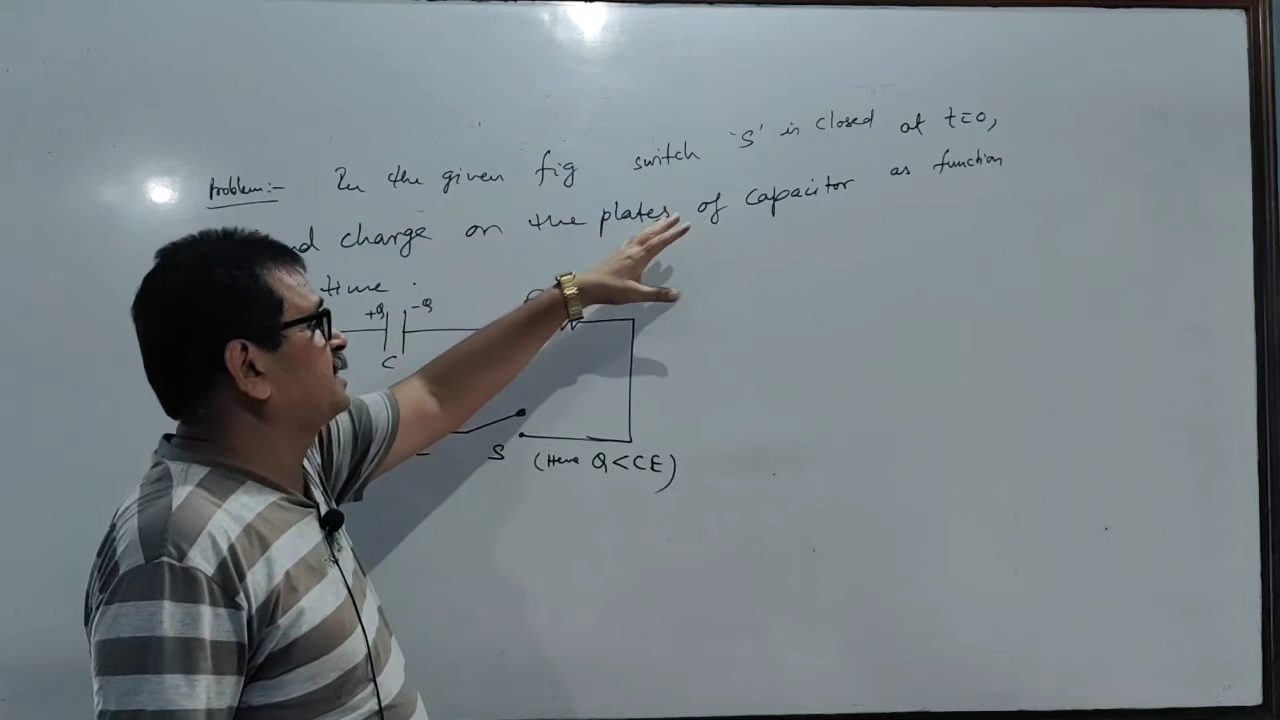 Problem:- In the given fig switch 'S' is closed at t=0,
nd charge on the plates of capacitor as function
time.
+Q -Q
C
S (Here Q<CE)